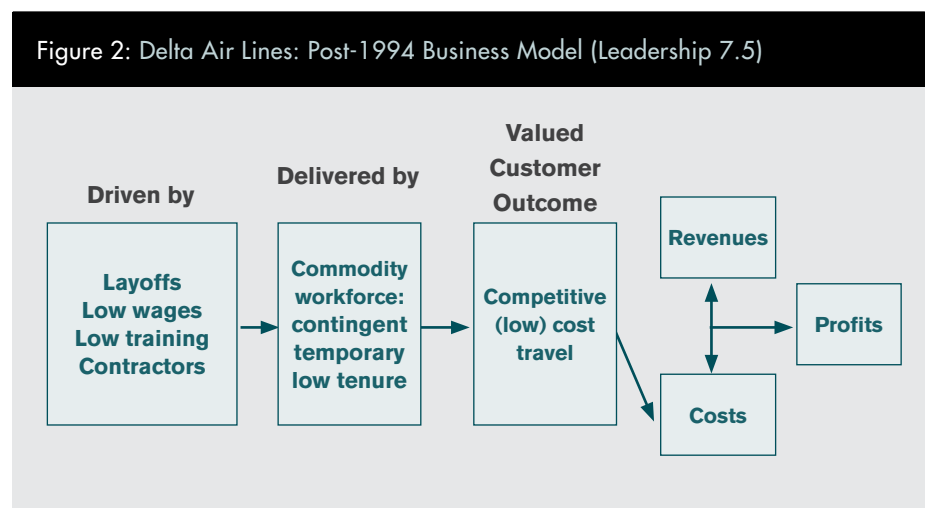 Figure 2: Delta Air Lines: Post-1994 Business Model (Leadership 7.5)
Driven by
Layoffs
Low wages
Low training
Contractors
Delivered by
Commodity
workforce:
contingent
temporary
low tenure
Valued
Customer
Outcome
Competitive
(low) cost
travel
Revenues
Costs
Profits